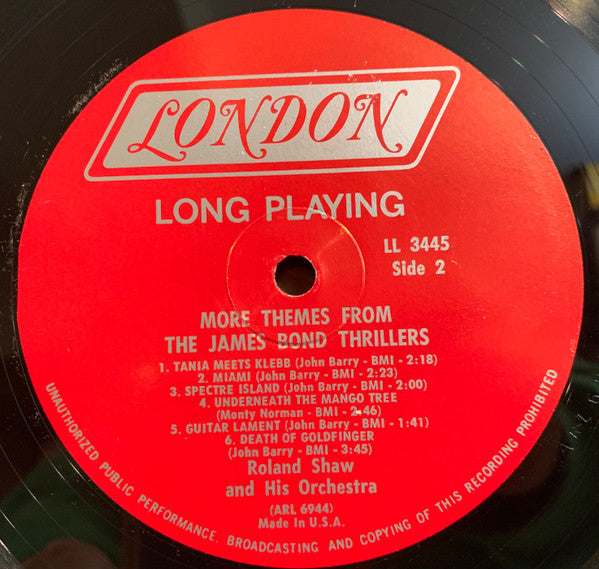 LONDON
LONG PLAYING
LL 3445
Side 2
MORE THEMES FROM
THE JAMES BOND THRILLERS
1. TANIA MEETS KLEBB (John Barry - BMI - 2:18)
2. MIAMI (John Barry - BMI - 2:23)
3. SPECTRE ISLAND (John Barry - BMI - 2:00)
4. UNDERNEATH THE MANGO TREE
(Monty Norman - BMI - 2:46)
5. GUITAR LAMENT (John Barry - BMI - 1:41)
6. DEATH OF GOLDFINGER
(John Barry - BMI - 3:45)
Roland Shaw
and His Orchestra
(ARL 6944)
Made in U.S.A.
UNAUTHORIZED PUBLIC PERFORMANCE, BROADCASTING AND COPYING OF THIS RECORDING PROHIBITED